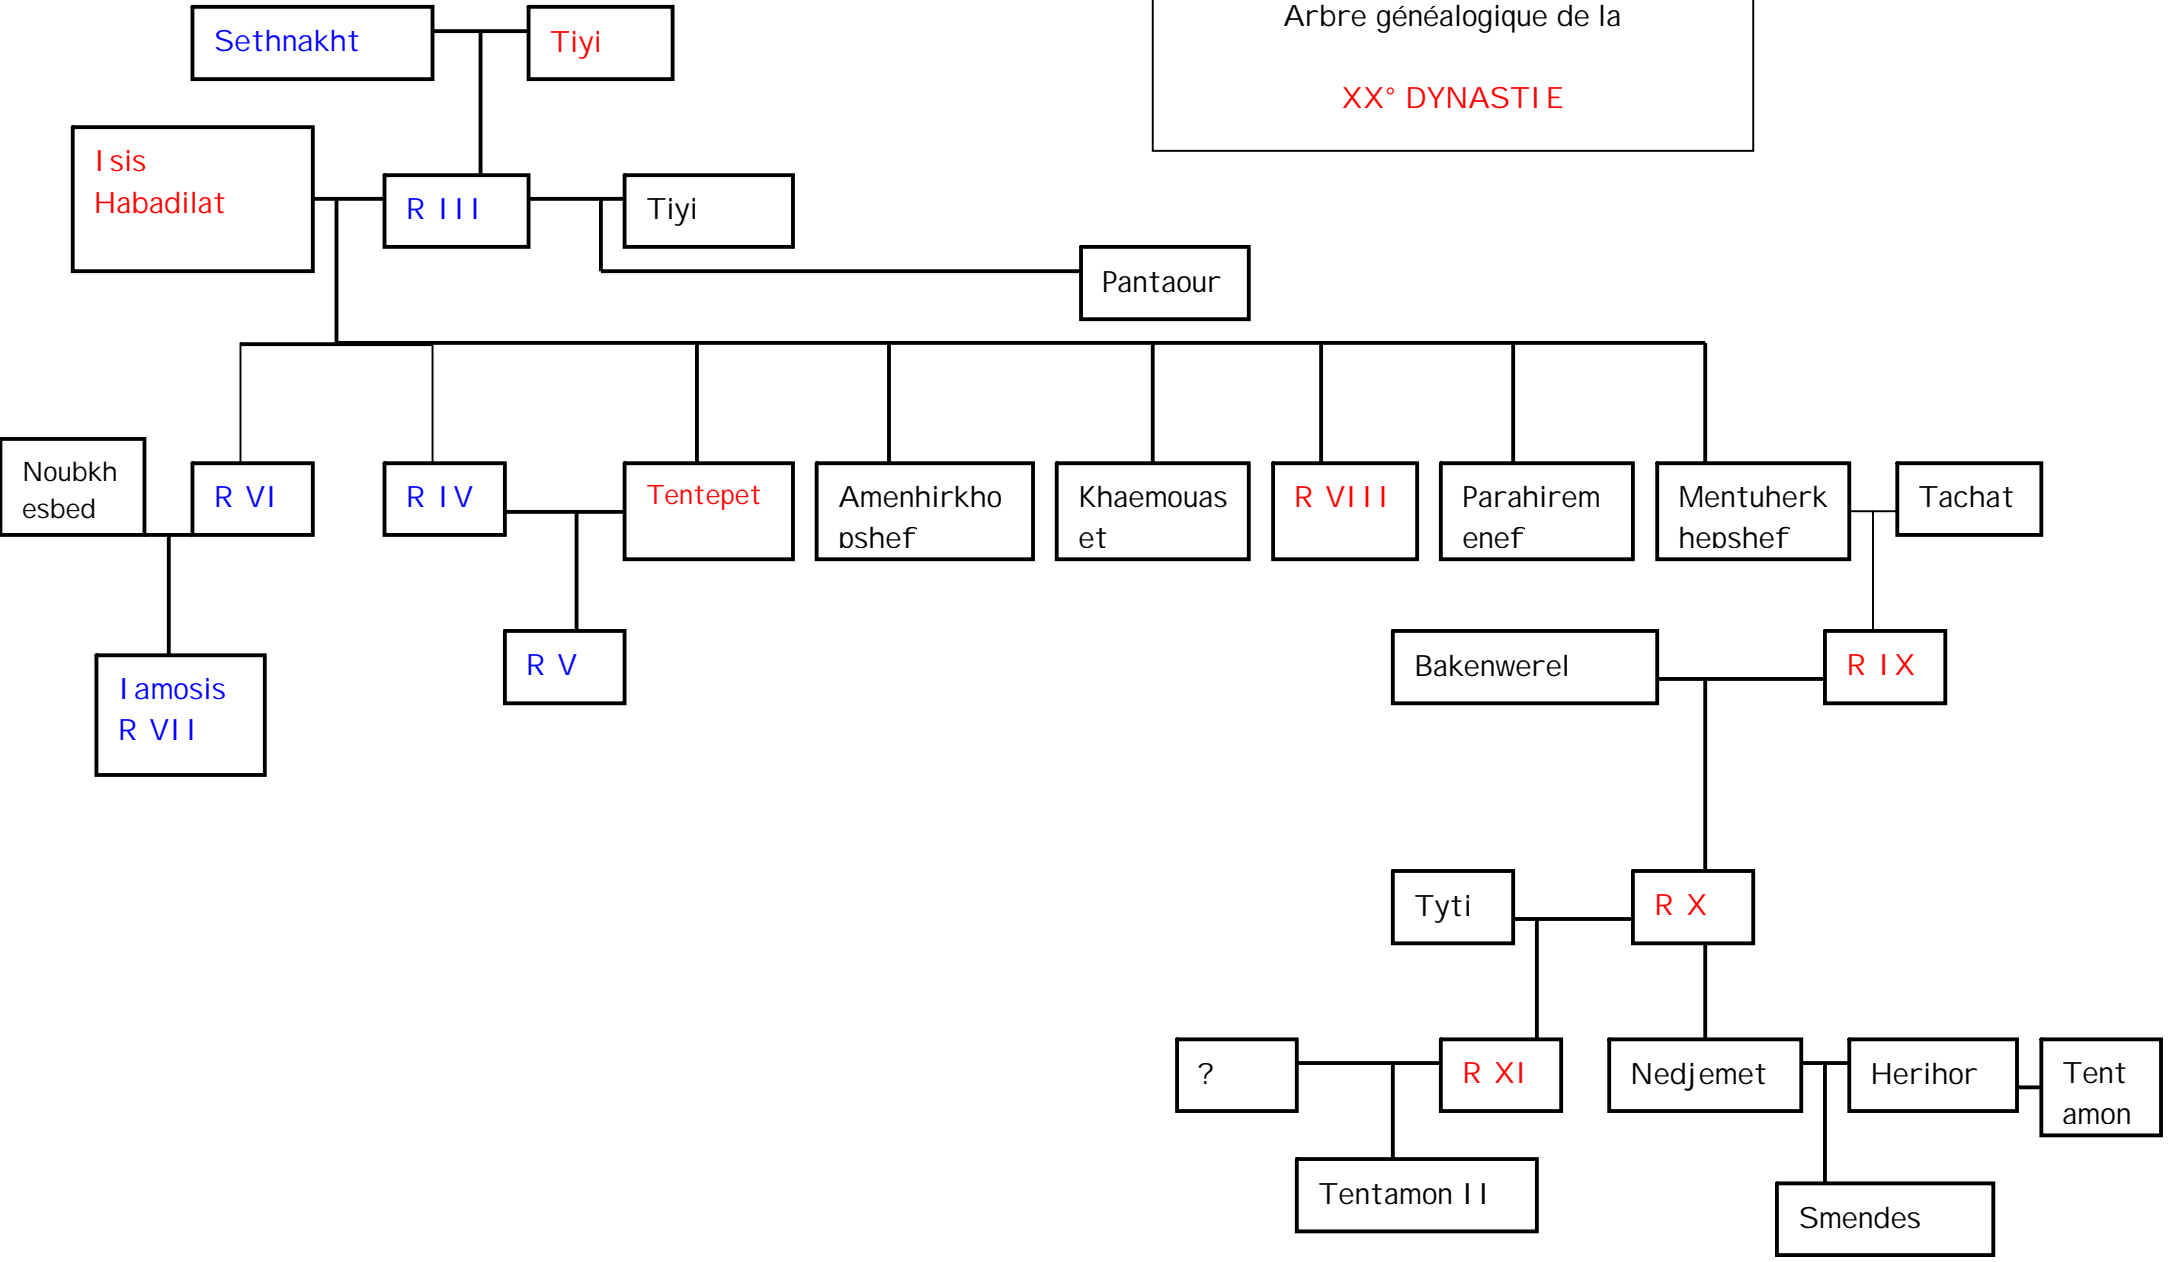 Arbre généalogique de la
XX° DYNASTIE
Sethnakht
Tiyi
Isis
Habadilat
R III
Tiyi
Pantaour
Noubkh
esbed
R VI
R IV
Tentepet
Amenhirkho
pshef
Khaemouas
et
R VIII
Parahirem
enef
Mentuherk
hepshef
Tachat
Iamosis
R VII
R V
Bakenwerel
R IX
Tyti
R X
?
R XI
Nedjemet
Herihor
Tent
amon
Tentamon II
Smendes